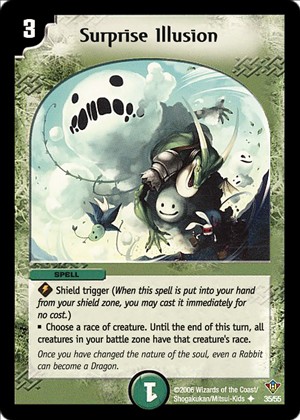 3
Surprise Illusion
SPELL
Shield trigger (When this spell is put into your hand
from your shield zone, you may cast it immediately
for no cost.)
▪ Choose a race of creature. Until the end of this turn, all
creatures in your battle zone have that creature's race.
Once you have changed the nature of the soul, even a Rabbit
can become a Dragon.
1
©2006 Wizards of the Coast/
Shogakukan/Mitsui-Kids ✦ 35/55